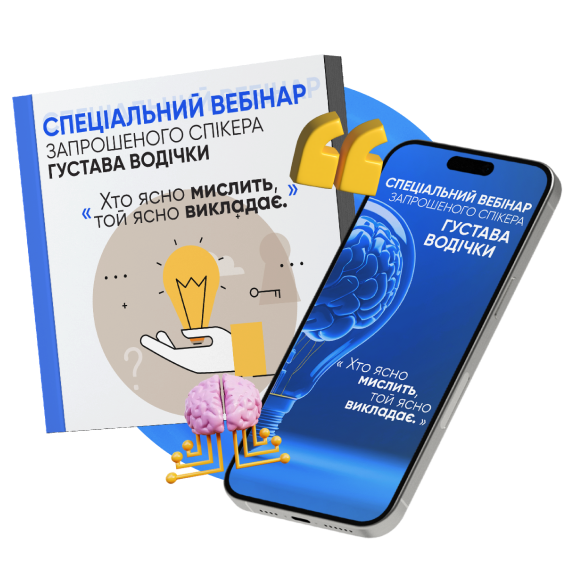 СПЕЦІАЛЬНИЙ ВЕБІНАР
ЗАПРОШЕНОГО СПІКЕРА
ГУСТАВА ВОДІЧКИ
« Хто ясно мислить, »
той ясно викладає.
СПЕЦІАЛЬНИЙ ВЕБІНАР
ЗАПРОШЕНОГО СПІКЕРА
ГУСТАВА
ВОДІЧКИ
« Хто ясно
мислить,
той ясно
викладає. »